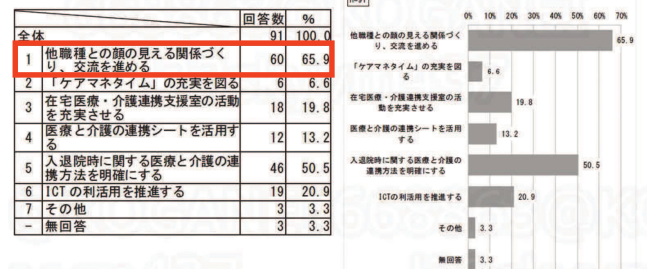 回答数 %
全体 91 100.0
1 他職種との顔の見える関係づく
り、交流を進める 60 65.9
2 「ケアマネタイム」の充実を図る 6 6.6
3 在宅医療・介護連携支援室の活動
を充実させる 18 19.8
4 医療と介護の連携シートを活用す
る 12 13.2
5 入退院時に関する医療と介護の連
携方法を明確にする 46 50.5
6 ICTの利活用を推進する 19 20.9
7 その他 3 3.3
- 無回答 3 3.3
n=91
0% 10% 20% 30% 40% 50% 60% 70%
他職種との顔の見える関係づく
り、交流を進める 65.9
「ケアマネタイム」の充実を図
る 6.6
在宅医療・介護連携支援室の活
動を充実させる 19.8
医療と介護の連携シートを活用
する 13.2
入退院時に関する医療と介護の
連携方法を明確にする 50.5
ICTの利活用を推進する 20.9
その他 3.3
無回答 3.3